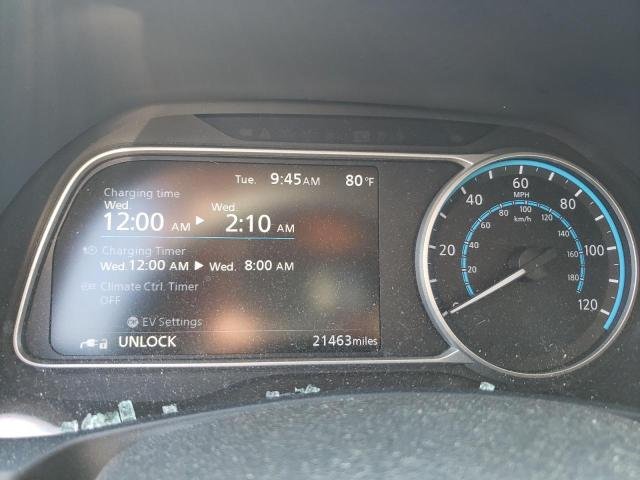 Tue. 9:45 AM 80 °F
Charging time
Wed. Wed.
12:00 AM ▶ 2:10 AM
Charging Timer
Wed. 12:00 AM ▶ Wed. 8:00 AM
Climate Ctrl. Timer
OFF
OK EV Settings
UNLOCK 21463 miles
0 20 40 60 80 100 120
MPH
20 40 60 80 100 120 140 160 180
km/h